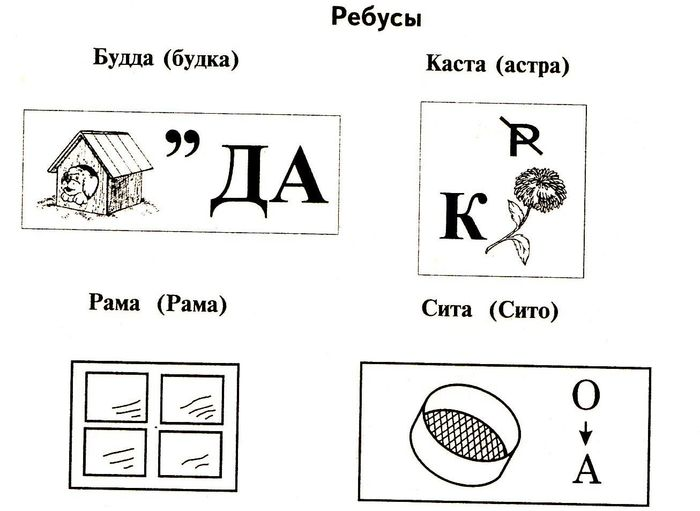 Ребусы
Будда (будка)
Каста (астра)
” ДА
Р
К
Рама (Рама)
Сита (Сито)
О
А